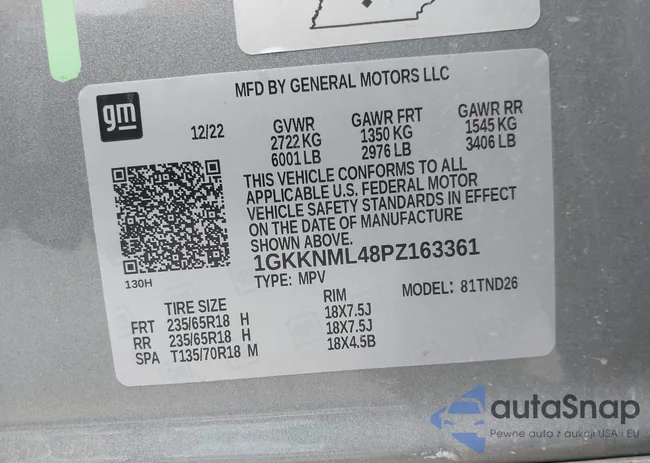 MFD BY GENERAL MOTORS LLC
gm
12/22
GVWR GAWR FRT GAWR RR
2722 KG 1350 KG 1545 KG
6001 LB 2976 LB 3406 LB
THIS VEHICLE CONFORMS TO ALL
APPLICABLE U.S. FEDERAL MOTOR
VEHICLE SAFETY STANDARDS IN EFFECT
ON THE DATE OF MANUFACTURE
SHOWN ABOVE.
1GKKNML48PZ163361
130H
TYPE: MPV MODEL: 81TND26
TIRE SIZE RIM
FRT 235/65R18 H 18X7.5J
RR 235/65R18 H 18X7.5J
SPA T135/70R18 M 18X4.5B
autaSnap
Pewne auta z aukcji USA i EU